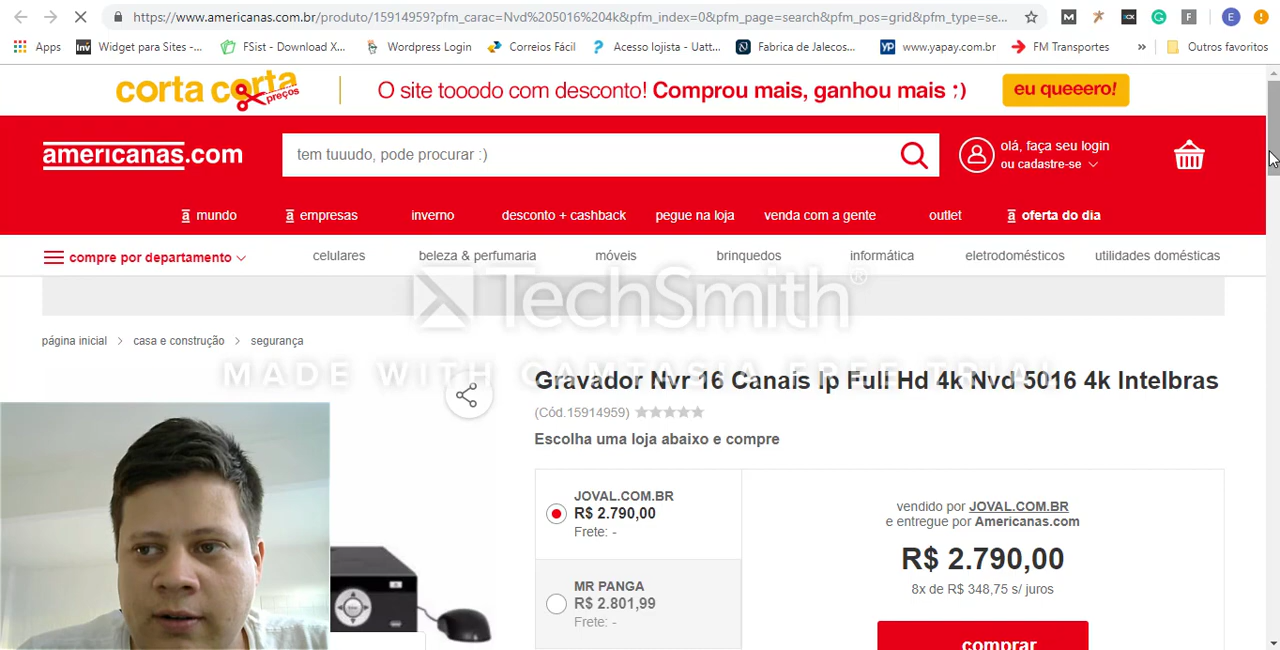 https://www.americanas.com.br/produto/15914959?pfm_carac=Nvd%205016%204k&pfm_index=0&pfm_page=search&pfm_pos=grid&pfm_type=se...
Apps Widget para Sites -... FSist - Download X... Wordpress Login Correios Fácil Acesso lojista - Uatt... Fabrica de Jalecos... www.yapay.com.br FM Transportes » Outros favoritos
corta corta preços O site tooodo com desconto! Comprou mais, ganhou mais ;) eu queeero!
americanas.com tem tuuudo, pode procurar :) olá, faça seu login
ou cadastre-se
a mundo a empresas inverno desconto + cashback pegue na loja venda com a gente outlet a oferta do dia
compre por departamento celulares beleza & perfumaria móveis brinquedos informática eletrodomésticos utilidades domésticas
TechSmith®
MADE WITH CAMTASIA FREE TRIAL
página inicial > casa e construção > segurança
Gravador Nvr 16 Canais Ip Full Hd 4k Nvd 5016 4k Intelbras
(Cód.15914959)
Escolha uma loja abaixo e compre
JOVAL.COM.BR
R$ 2.790,00
Frete: -
MR PANGA
R$ 2.801,99
Frete: -
vendido por JOVAL.COM.BR
e entregue por Americanas.com
R$ 2.790,00
8x de R$ 348,75 s/ juros
comprar